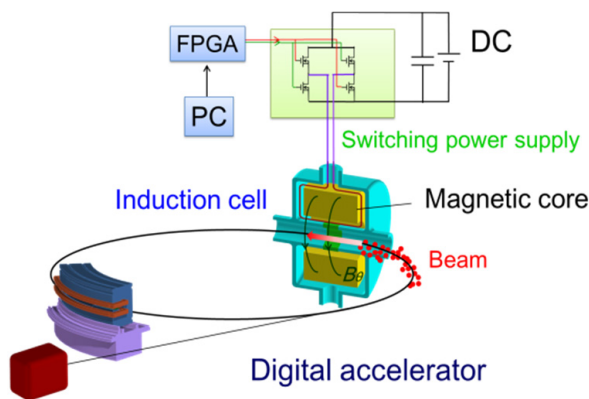 FPGA
DC
PC
Switching power supply
Induction cell
Magnetic core
Beam
Bθ
Digital accelerator